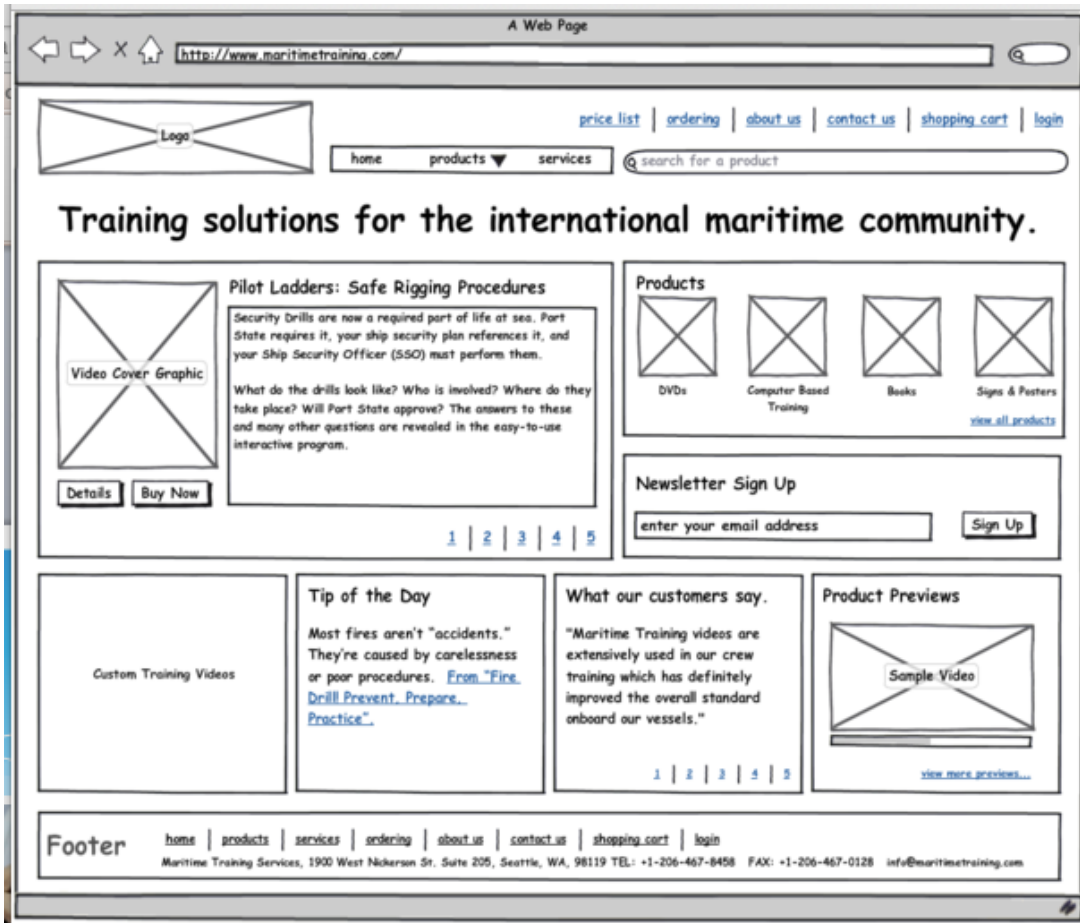 A Web Page
http://www.maritimetraining.com/
Logo
price list | ordering | about us | contact us | shopping cart | login
home products services
search for a product
Training solutions for the international maritime community.
Video Cover Graphic
Details Buy Now
Pilot Ladders: Safe Rigging Procedures
Security Drills are now a required part of life at sea. Port
State requires it, your ship security plan references it, and
your Ship Security Officer (SSO) must perform them.
What do the drills look like? Who is involved? Where do they
take place? Will Port State approve? The answers to these
and many other questions are revealed in the easy-to-use
interactive program.
1 | 2 | 3 | 4 | 5
Products
DVDs
Computer Based
Training
Books
Signs & Posters
view all products
Newsletter Sign Up
enter your email address
Sign Up
Custom Training Videos
Tip of the Day
Most fires aren't "accidents."
They're caused by carelessness
or poor procedures. From "Fire
Drill Prevent, Prepare,
Practice".
What our customers say.
"Maritime Training videos are
extensively used in our crew
training which has definitely
improved the overall standard
onboard our vessels."
1 | 2 | 3 | 4 | 5
Product Previews
Sample Video
view more previews...
Footer
home | products | services | ordering | about us | contact us | shopping cart | login
Maritime Training Services, 1900 West Nickerson St. Suite 205, Seattle, WA, 98119 TEL: +1-206-467-8458 FAX: +1-206-467-0128 info@maritimetraining.com